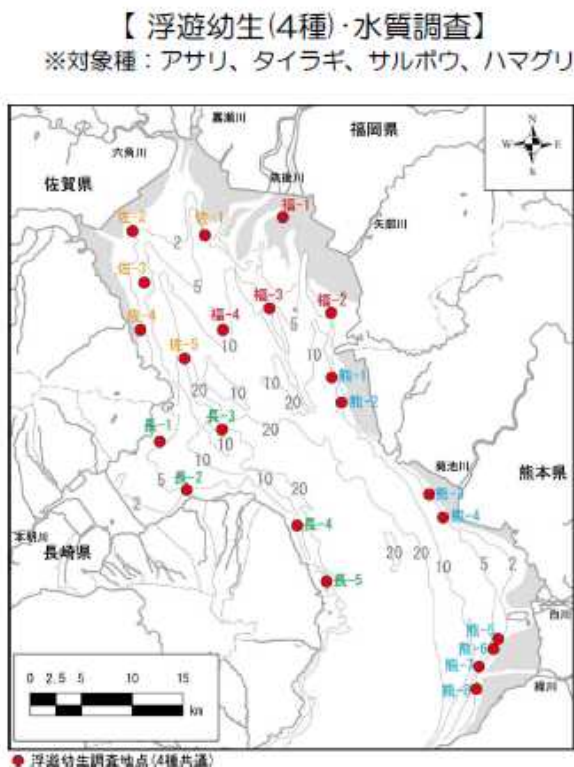 【 浮遊幼生(4種)・水質調査】
※対象種：アサリ、タイラギ、サルボウ、ハマグリ
嘉瀬川
福岡県
六角川
N
W
E
S
佐賀県
筑後川
福-1
矢部川
佐-2
佐-1
2
佐-3
5
福-3
福-2
5
佐-4
福-4
10
10
佐-5
熊-1
20
10
10
20
熊-2
長-3
20
長-1
10
菊池川
熊本県
10
5
長-2
10
20
熊-3
2
熊-4
長-4
本明川
長崎県
20
20
10
5
2
長-5
白川
熊-5
熊-6
熊-7
熊-8
緑川
0 2.5 5 10 15
km
浮遊幼生調査地点(4種共通)